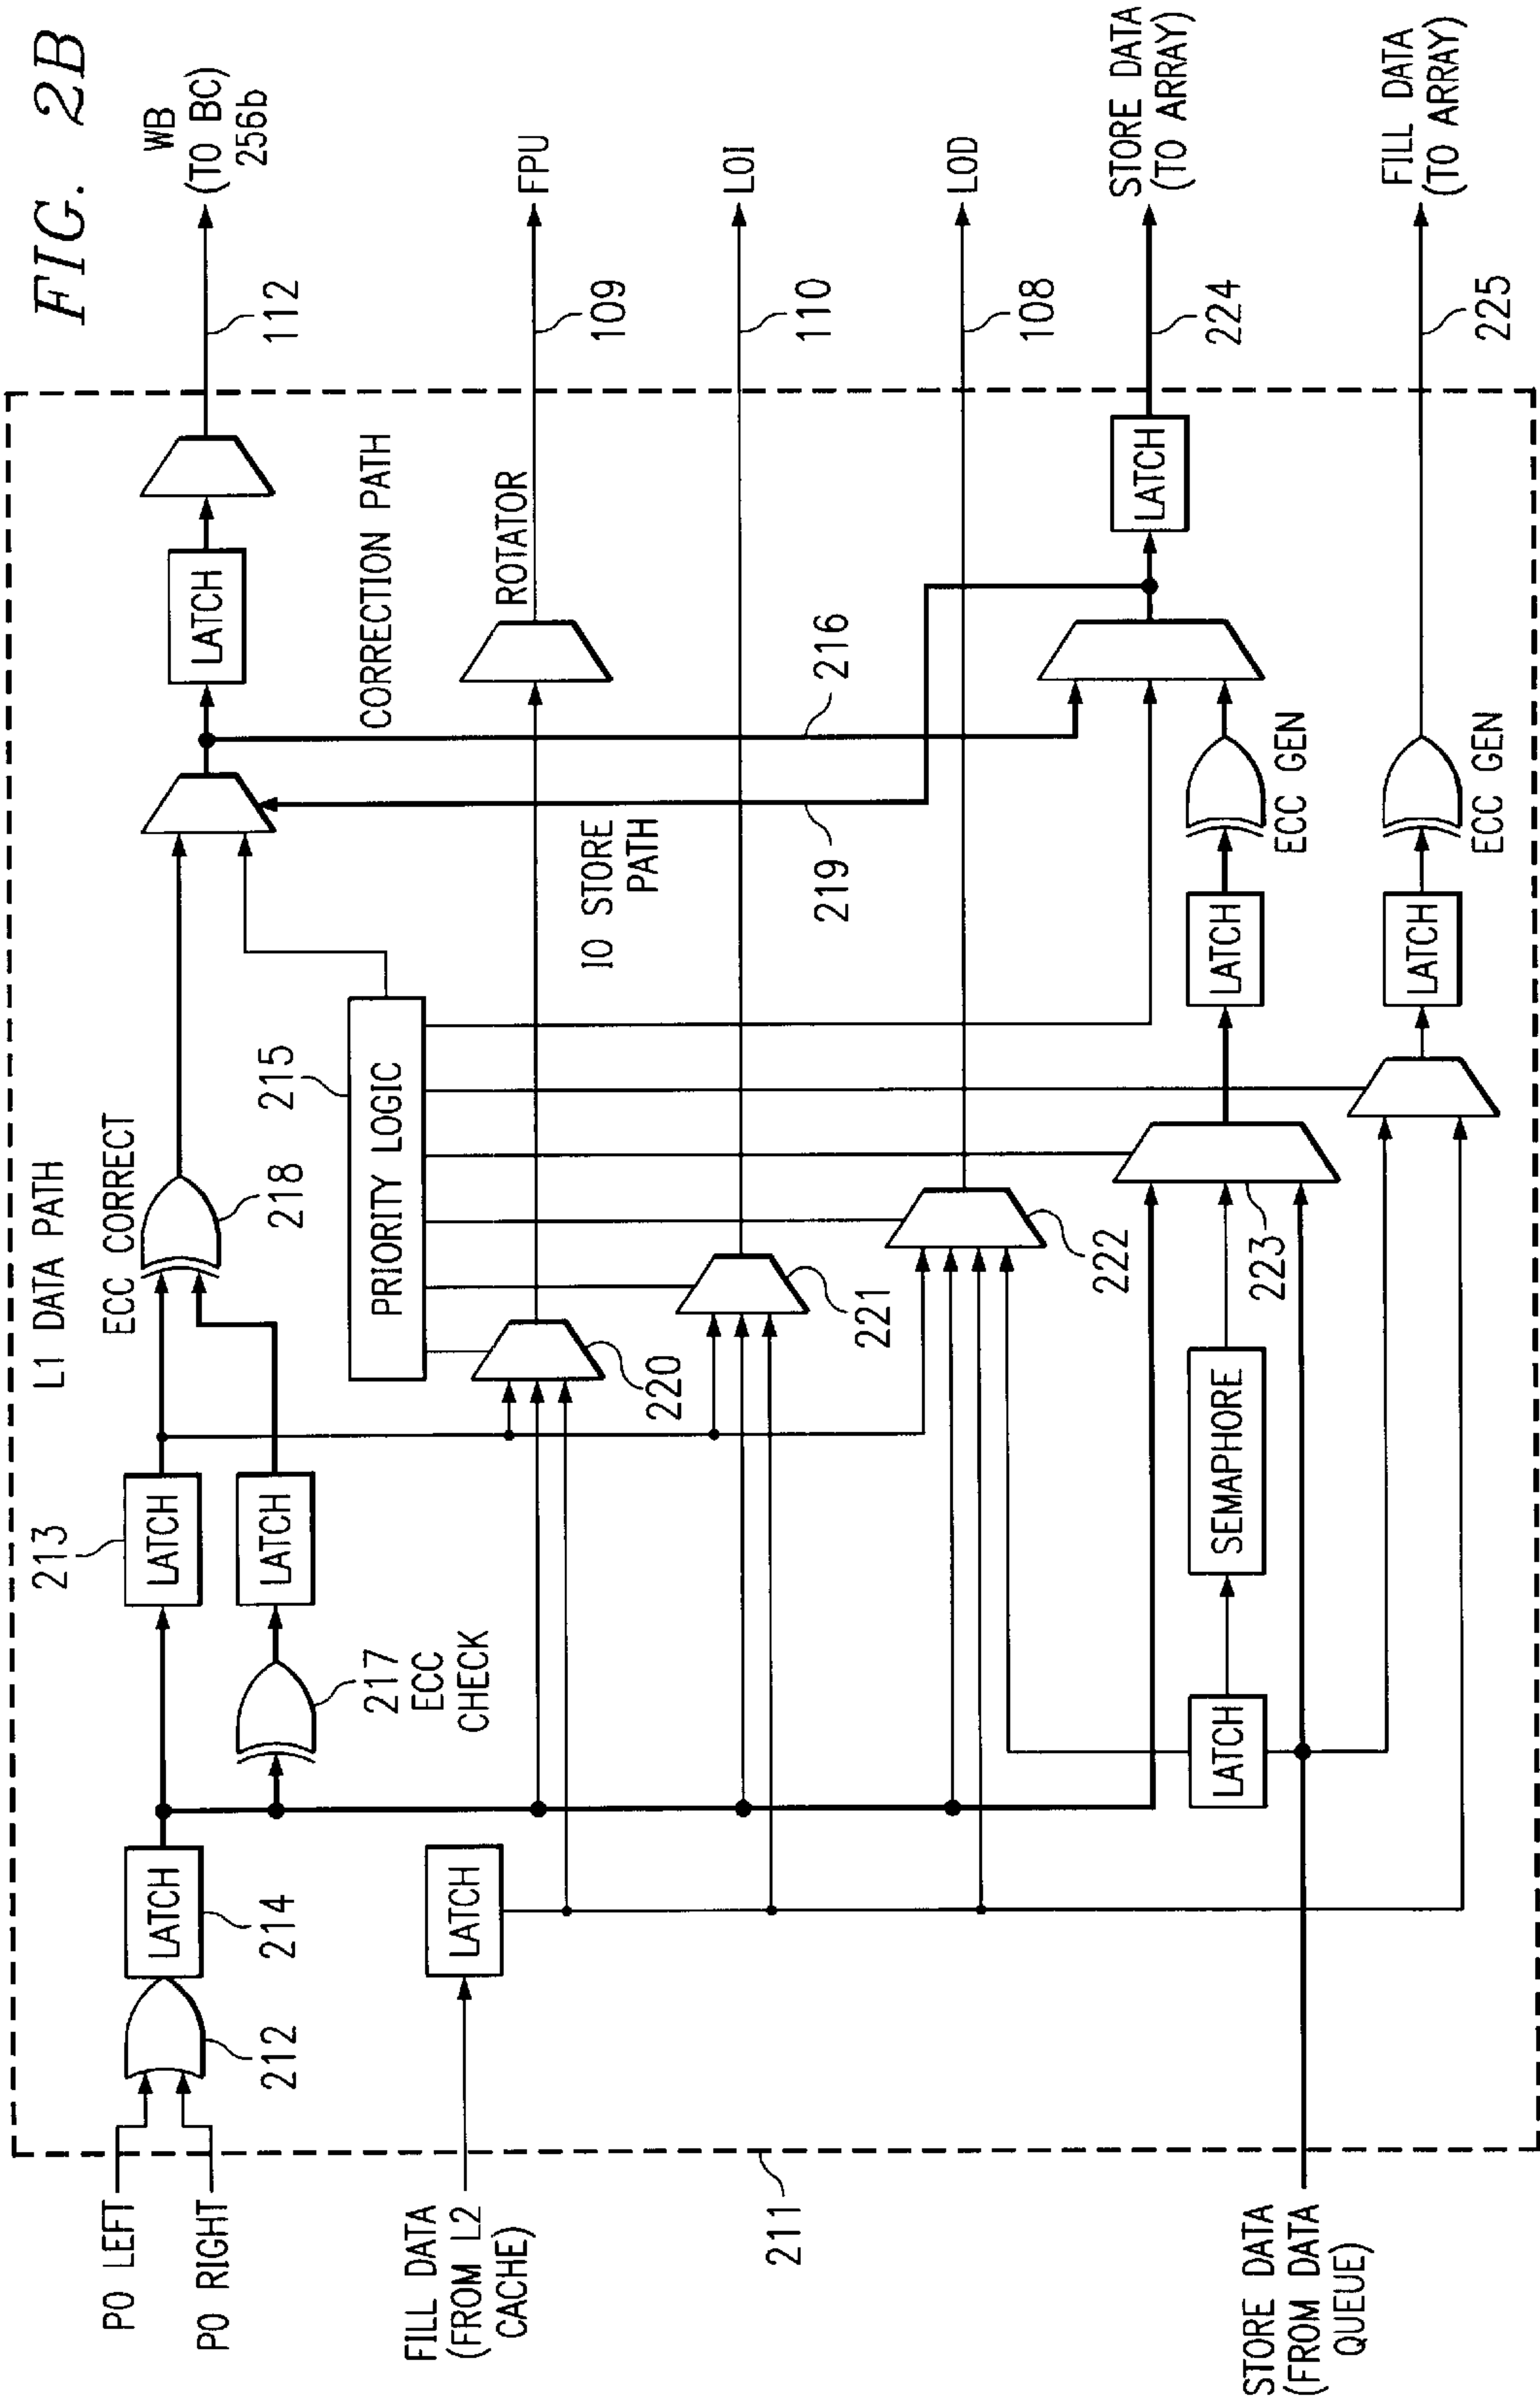 FIG. 2B
L1 DATA PATH
P0 LEFT
P0 RIGHT
212
LATCH
214
213
LATCH
217
ECC
CHECK
LATCH
ECC CORRECT
218
LATCH
WB
(TO BC)
256b
112
FILL DATA
(FROM L2
CACHE)
LATCH
215
PRIORITY LOGIC
CORRECTION PATH
ROTATOR
FPU
109
220
IO STORE
PATH
219
216
221
L0I
110
222
L0D
108
211
STORE DATA
(FROM DATA
QUEUE)
LATCH
SEMAPHORE
223
LATCH
ECC GEN
LATCH
STORE DATA
(TO ARRAY)
224
LATCH
ECC GEN
FILL DATA
(TO ARRAY)
225